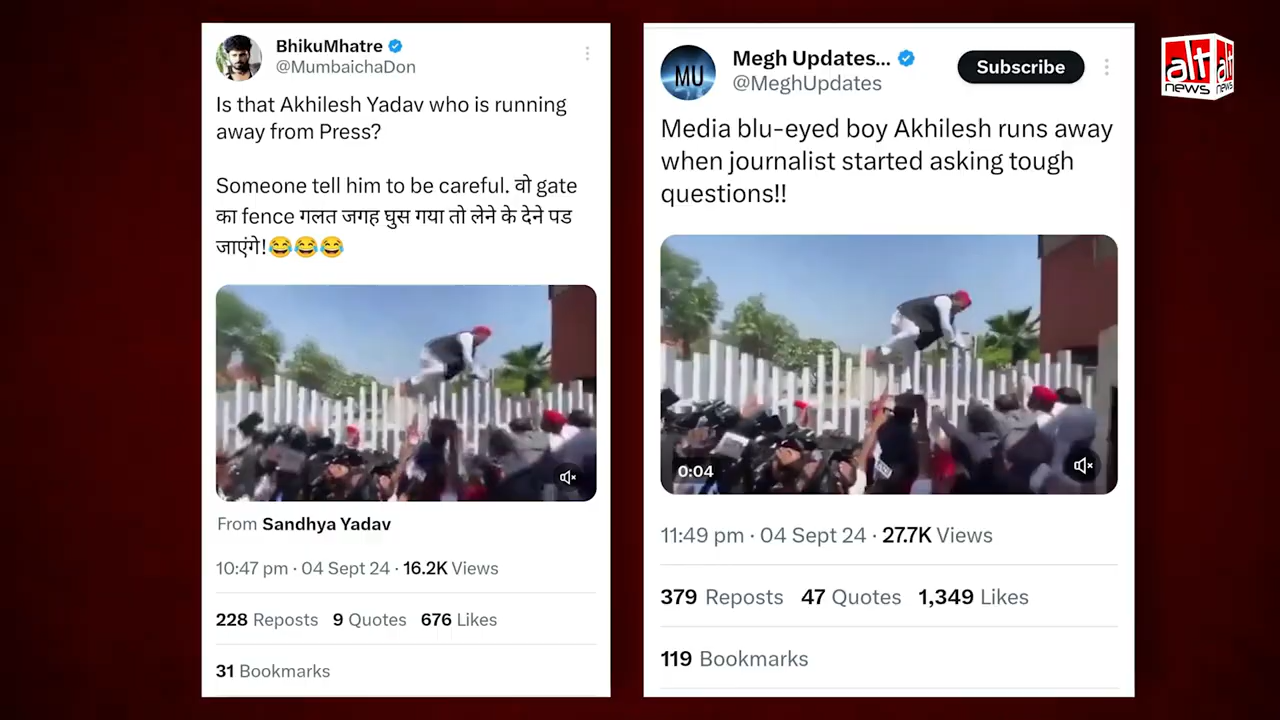 BhikuMhatre
@MumbaichaDon
Is that Akhilesh Yadav who is running
away from Press?
Someone tell him to be careful. वो gate
का fence गलत जगह घुस गया तो लेने के देने पड
जाएंगे!😂😂😂
From Sandhya Yadav
10:47 pm · 04 Sept 24 · 16.2K Views
228 Reposts 9 Quotes 676 Likes
31 Bookmarks
MU
Megh Updates...
@MeghUpdates
Subscribe
Media blu-eyed boy Akhilesh runs away
when journalist started asking tough
questions!!
0:04
11:49 pm · 04 Sept 24 · 27.7K Views
379 Reposts 47 Quotes 1,349 Likes
119 Bookmarks
alt alt
news news